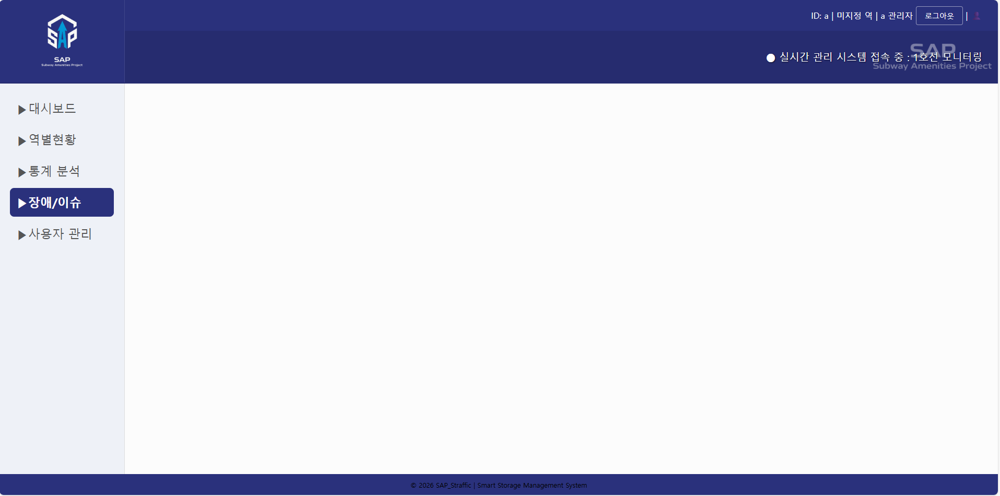 SAP
SAP
Subway Amenities Project
ID: a | 미지정 역 | a 관리자 로그아웃 |
SAP
Subway Amenities Project
● 실시간 관리 시스템 접속 중 : 1호선 모니터링
▶대시보드
▶역별현황
▶통계 분석
▶장애/이슈
▶사용자 관리
© 2026 SAP_Straffic | Smart Storage Management System